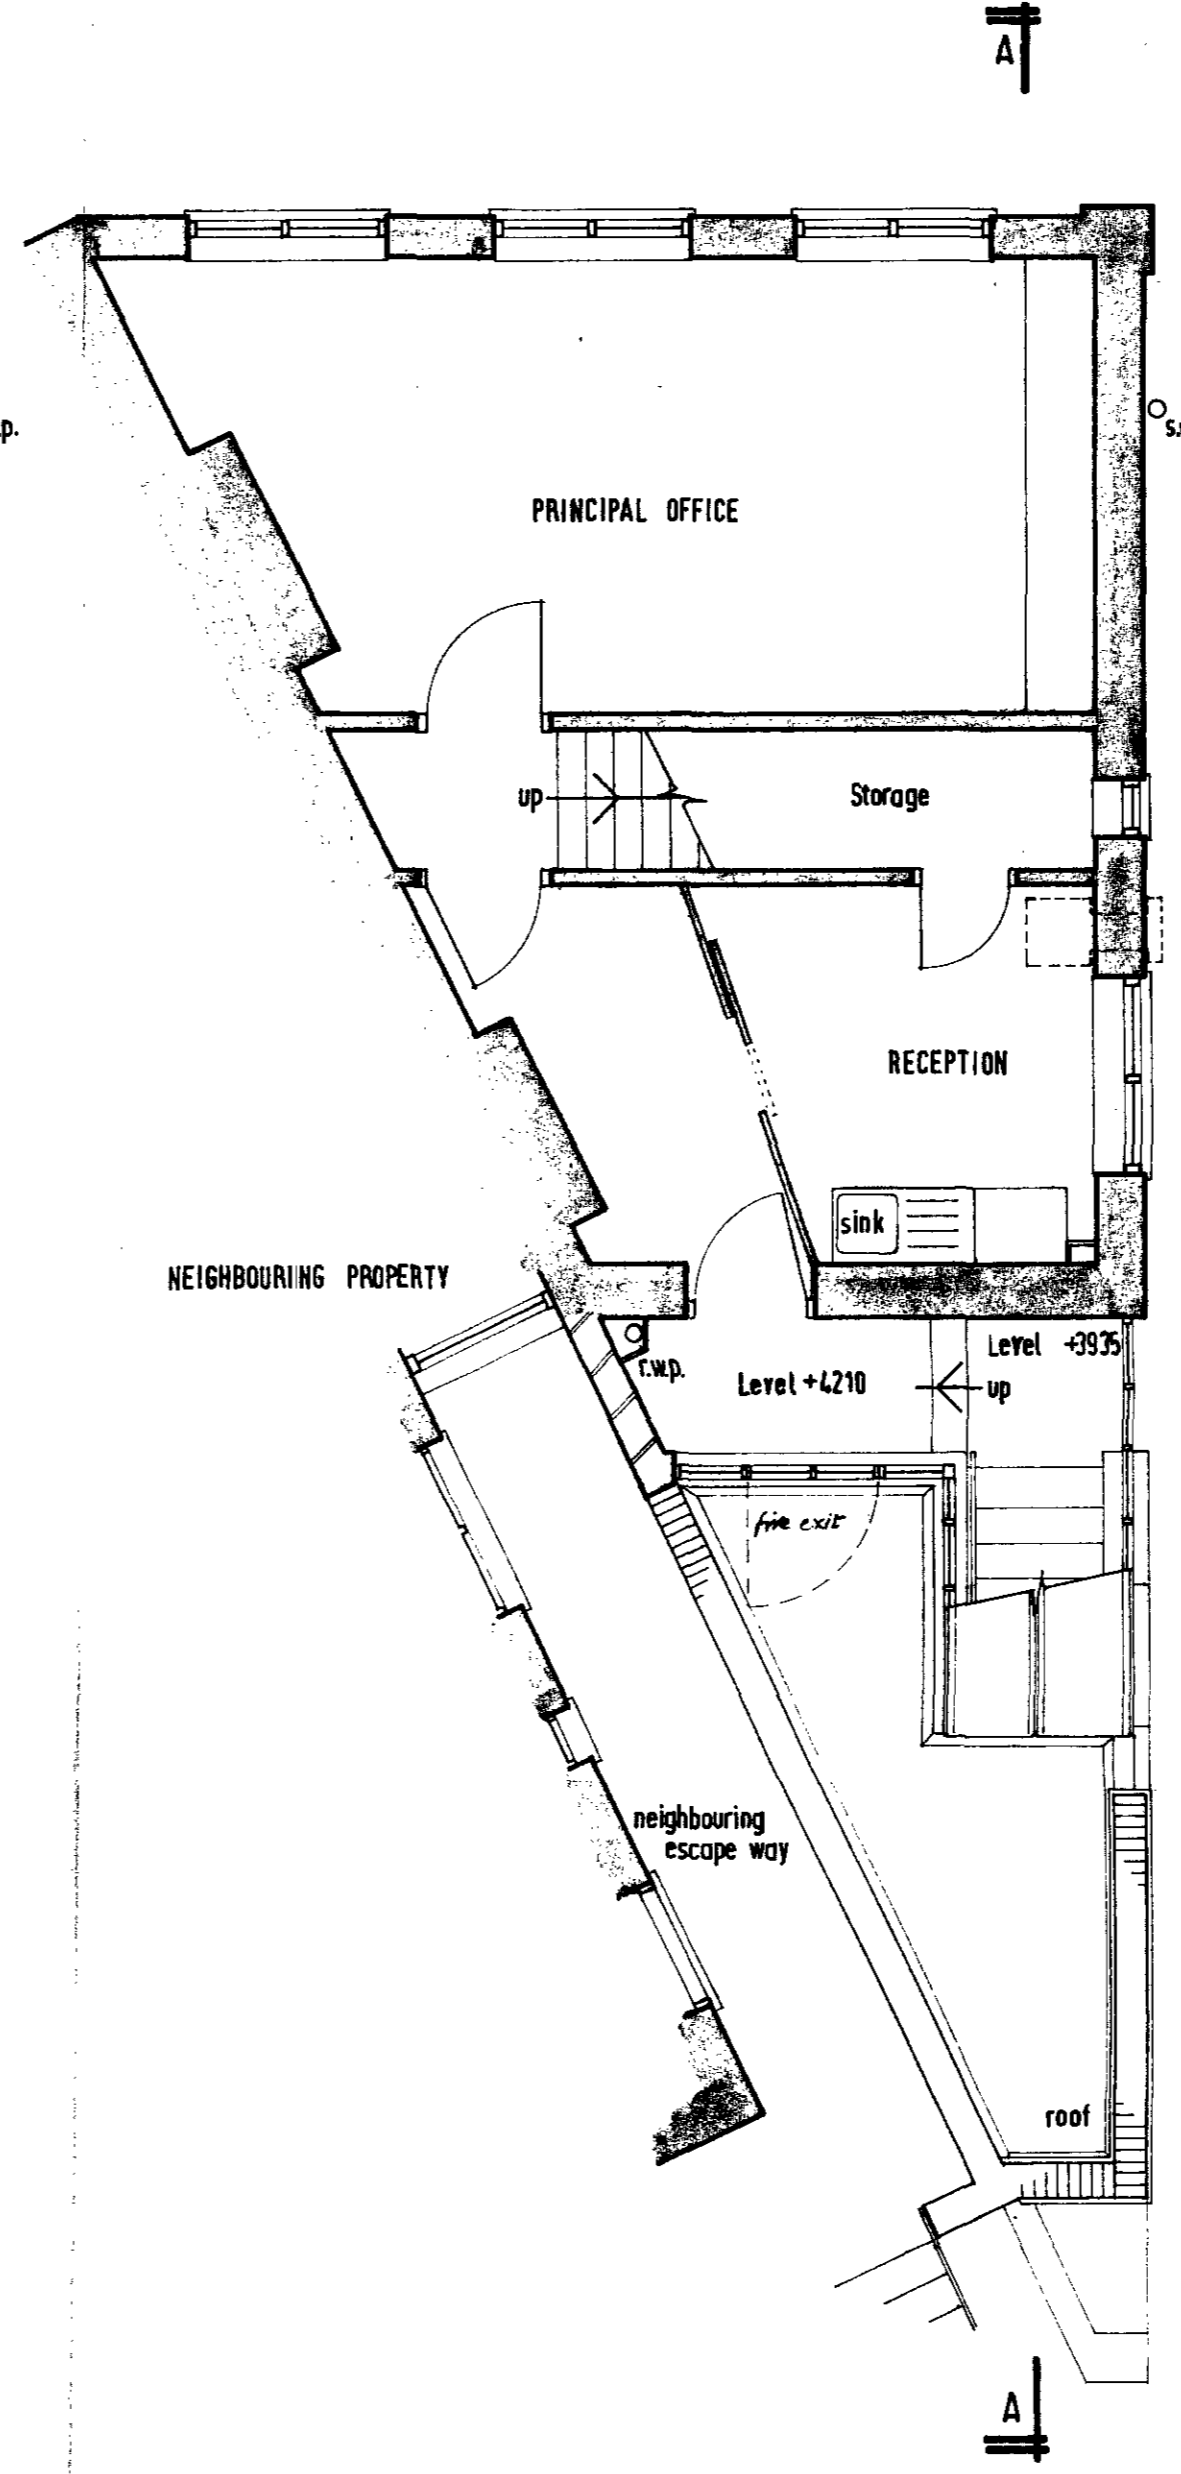 A
p.
s.
PRINCIPAL OFFICE
up
Storage
RECEPTION
sink
NEIGHBOURING PROPERTY
r.w.p.
Level +4210
Level +3935
up
fire exit
neighbouring
escape way
roof
A